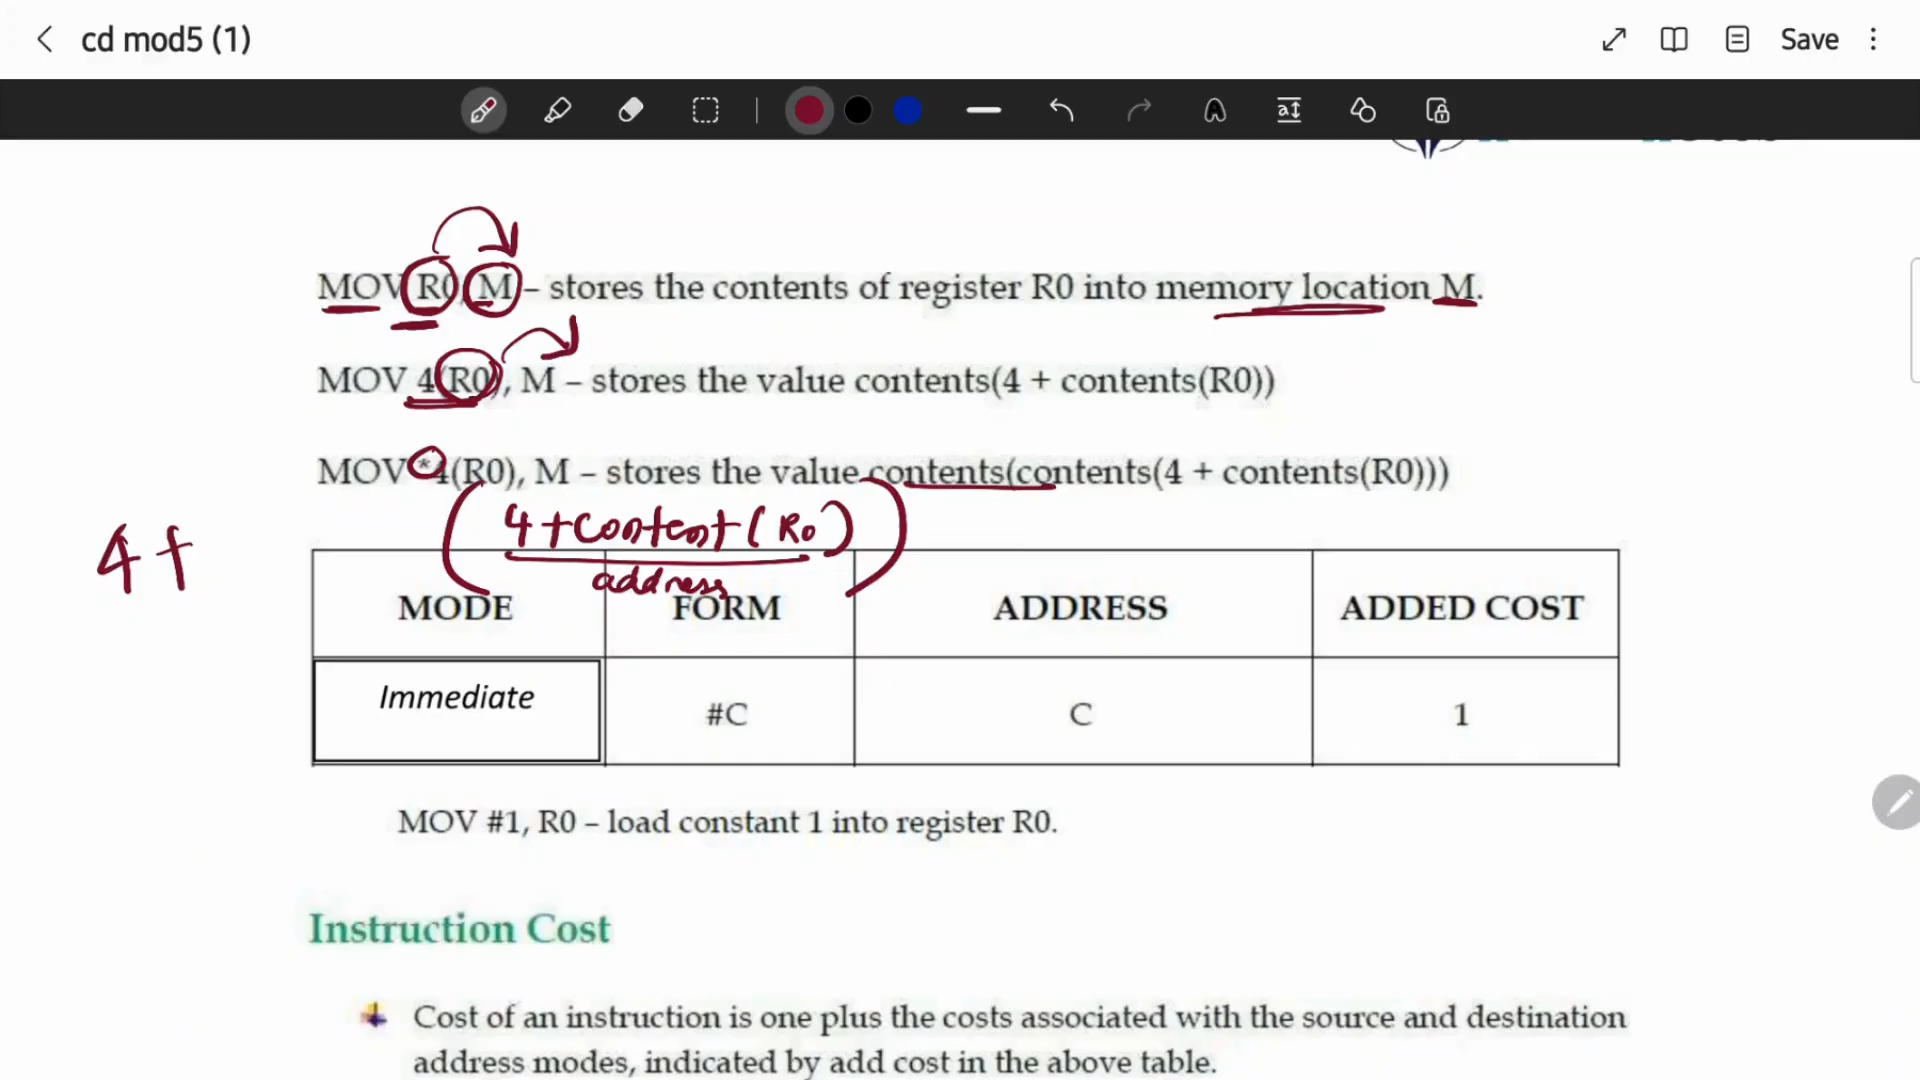 cd mod5 (1)
Save
MOV R0, M – stores the contents of register R0 into memory location M.
MOV 4(R0), M – stores the value contents(4 + contents(R0))
MOV *4(R0), M – stores the value contents(contents(4 + contents(R0)))
(4+content(R0))
address
4+
MODE FORM ADDRESS ADDED COST
Immediate #C C 1
MOV #1, R0 – load constant 1 into register R0.
Instruction Cost
Cost of an instruction is one plus the costs associated with the source and destination
address modes, indicated by add cost in the above table.